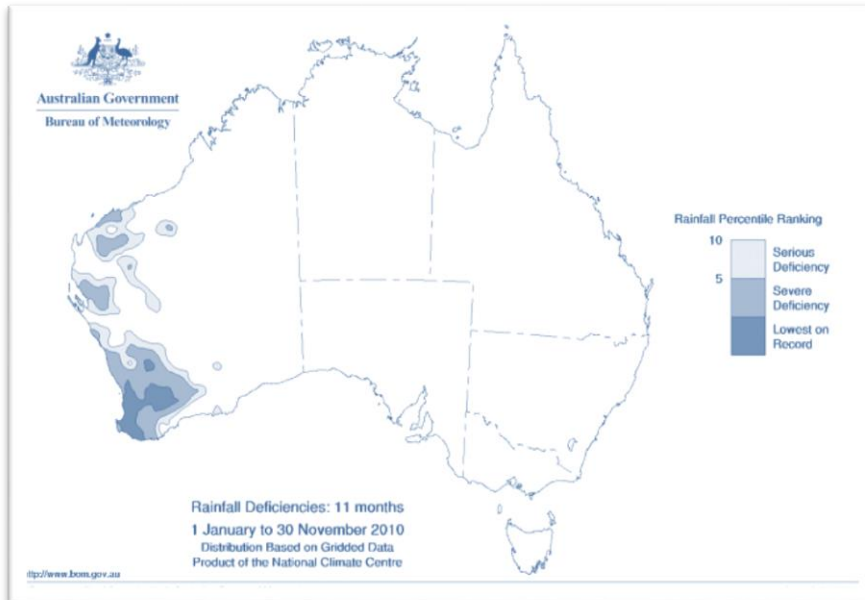 Australian Government
Bureau of Meteorology
Rainfall Percentile Ranking
10
Serious
Deficiency
5
Severe
Deficiency
Lowest on
Record
Rainfall Deficiencies: 11 months
1 January to 30 November 2010
Distribution Based on Gridded Data
Product of the National Climate Centre
http://www.bom.gov.au